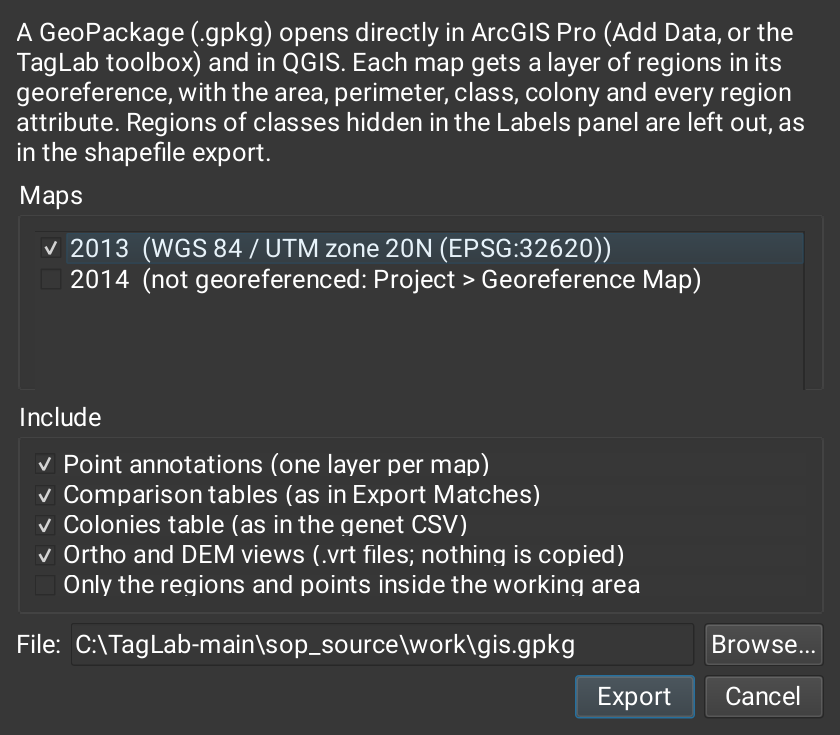 A GeoPackage (.gpkg) opens directly in ArcGIS Pro (Add Data, or the
TagLab toolbox) and in QGIS. Each map gets a layer of regions in its
georeference, with the area, perimeter, class, colony and every region
attribute. Regions of classes hidden in the Labels panel are left out, as
in the shapefile export.
Maps
2013 (WGS 84 / UTM zone 20N (EPSG:32620))
2014 (not georeferenced: Project > Georeference Map)
Include
Point annotations (one layer per map)
Comparison tables (as in Export Matches)
Colonies table (as in the genet CSV)
Ortho and DEM views (.vrt files; nothing is copied)
Only the regions and points inside the working area
File: C:\TagLab-main\sop_source\work\gis.gpkg Browse...
Export Cancel